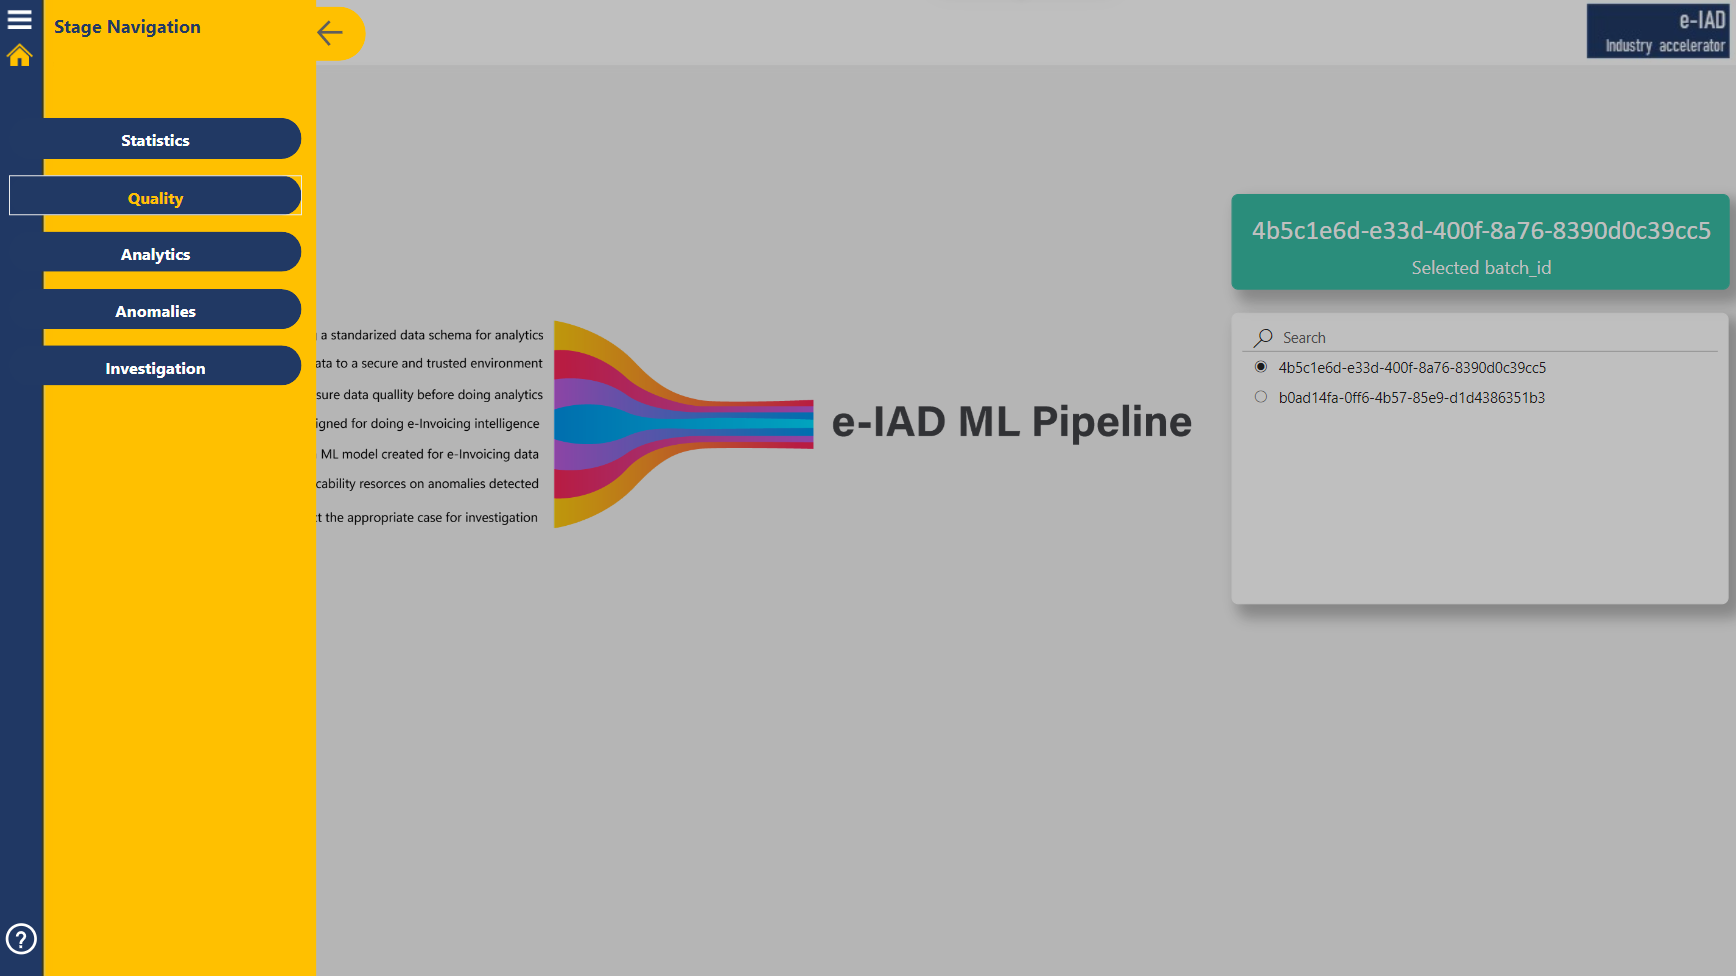 Stage Navigation
e-IAD
Industry accelerator
Statistics
Quality
Analytics
Anomalies
Investigation
a standarized data schema for analytics
ata to a secure and trusted environment
sure data quallity before doing analytics
igned for doing e-Invoicing intelligence
ML model created for e-Invoicing data
cability resorces on anomalies detected
t the appropriate case for investigation
e-IAD ML Pipeline
4b5c1e6d-e33d-400f-8a76-8390d0c39cc5
Selected batch_id
Search
4b5c1e6d-e33d-400f-8a76-8390d0c39cc5
b0ad14fa-0ff6-4b57-85e9-d1d4386351b3
?